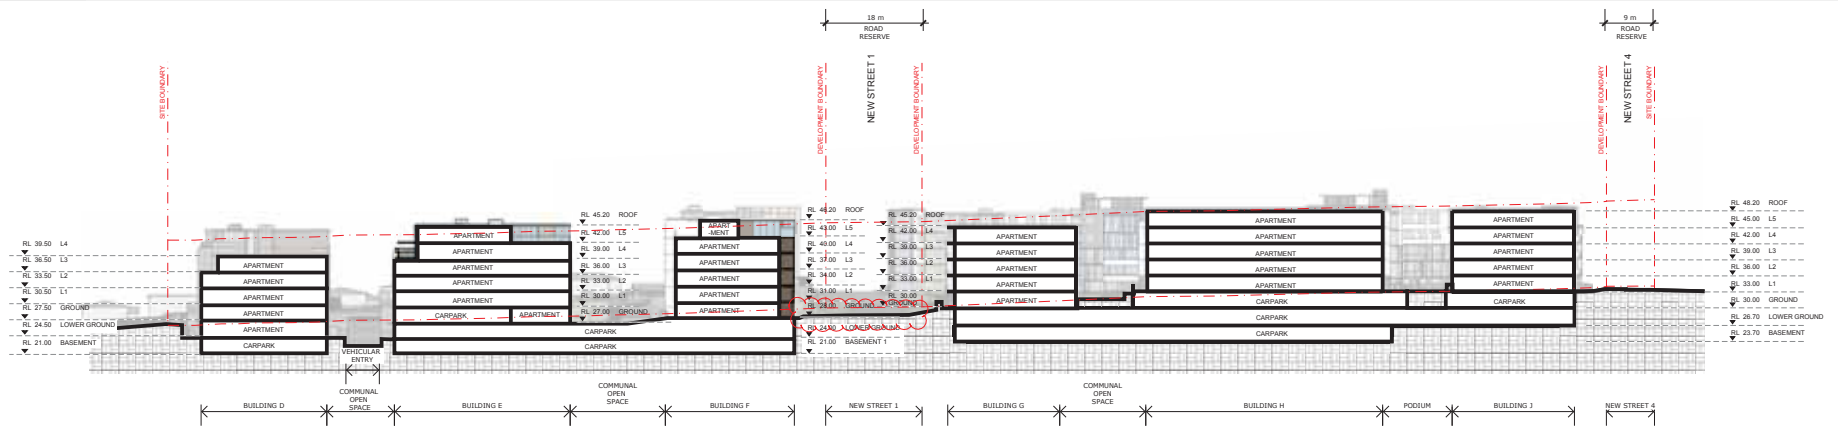 18 m
ROAD
RESERVE
9 m
ROAD
RESERVE
SITE BOUNDARY
DEVELOPMENT BOUNDARY
NEW STREET 1
DEVELOPMENT BOUNDARY
DEVELOPMENT BOUNDARY
NEW STREET 4
SITE BOUNDARY
RL 39.50 L4
RL 36.50 L3
RL 33.50 L2
RL 30.50 L1
RL 27.50 GROUND
RL 24.50 LOWER GROUND
RL 21.00 BASEMENT
APARTMENT
APARTMENT
APARTMENT
APARTMENT
APARTMENT
CARPARK
VEHICULAR
ENTRY
APARTMENT
APARTMENT
APARTMENT
APARTMENT
APARTMENT
CARPARK
APARTMENT
CARPARK
CARPARK
RL 45.20 ROOF
RL 42.00 L5
RL 39.00 L4
RL 36.00 L3
RL 33.00 L2
RL 30.00 L1
RL 27.00 GROUND
APART
-MENT
APARTMENT
APARTMENT
APARTMENT
APARTMENT
APARTMENT
RL 46.20 ROOF
RL 43.00 L5
RL 40.00 L4
RL 37.00 L3
RL 34.00 L2
RL 31.00 L1
RL 28.00 GROUND
RL 24.00 LOWER GROUND
RL 21.00 BASEMENT 1
RL 45.20 ROOF
RL 42.00 L4
RL 39.00 L3
RL 36.00 L2
RL 33.00 L1
RL 30.00
GROUND
APARTMENT
APARTMENT
APARTMENT
APARTMENT
APARTMENT
APARTMENT
APARTMENT
APARTMENT
APARTMENT
APARTMENT
CARPARK
CARPARK
CARPARK
APARTMENT
APARTMENT
APARTMENT
APARTMENT
APARTMENT
CARPARK
RL 48.20 ROOF
RL 45.00 L5
RL 42.00 L4
RL 39.00 L3
RL 36.00 L2
RL 33.00 L1
RL 30.00 GROUND
RL 26.70 LOWER GROUND
RL 23.70 BASEMENT
BUILDING D
COMMUNAL
OPEN
SPACE
BUILDING E
COMMUNAL
OPEN
SPACE
BUILDING F
NEW STREET 1
BUILDING G
COMMUNAL
OPEN
SPACE
BUILDING H
PODIUM
BUILDING J
NEW STREET 4